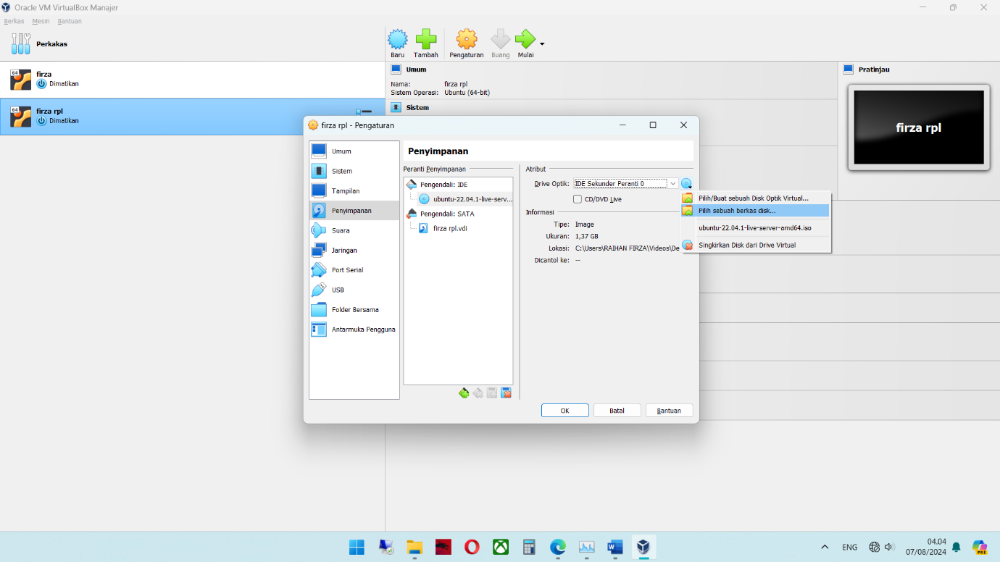 Oracle VM VirtualBox Manajer
Berkas Mesin Bantuan
Perkakas
Baru Tambah Pengaturan Buang Mulai
64 firza
Dimatikan
64 firza rpl
Dimatikan
Umum
Nama: firza rpl
Sistem Operasi: Ubuntu (64-bit)
Sistem
Pratinjau
firza rpl
firza rpl - Pengaturan
Umum
Sistem
Tampilan
Penyimpanan
Suara
Jaringan
Port Serial
USB
Folder Bersama
Antarmuka Pengguna
Penyimpanan
Peranti Penyimpanan
Pengendali: IDE
ubuntu-22.04.1-live-serv...
Pengendali: SATA
firza rpl.vdi
Atribut
Drive Optik: IDE Sekunder Peranti 0
CD/DVD Live
Informasi
Tipe: Image
Ukuran: 1,37 GB
Lokasi: C:\Users\RAIHAN FIRZA\Videos\De
Dicantol ke: --
Pilih/Buat sebuah Disk Optik Virtual...
Pilih sebuah berkas disk...
ubuntu-22.04.1-live-server-amd64.iso
Singkirkan Disk dari Drive Virtual
OK Batal Bantuan
ENG
04.04
07/08/2024
PRE